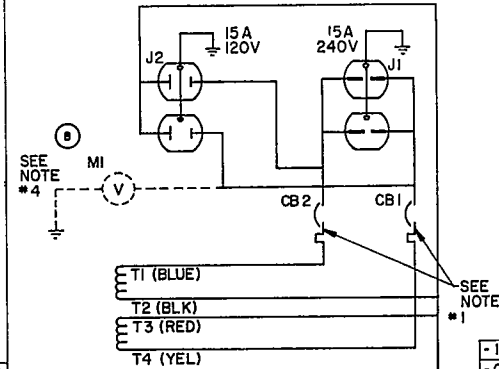 15A
120V
J2
15A
240V
J1
B
SEE
NOTE
#4
M1
V
CB2
CB1
T1 (BLUE)
T2 (BLK)
T3 (RED)
T4 (YEL)
SEE
NOTE
#1